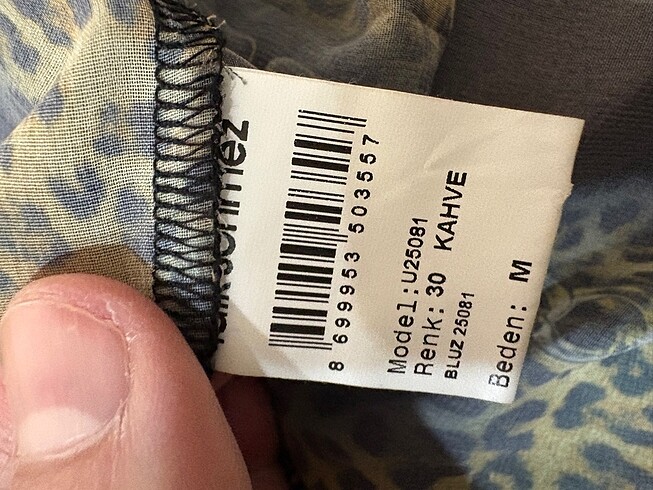 8 699953 503557
Model:U25081
Renk: 30 KAHVE
BLUZ 25081
Beden: M